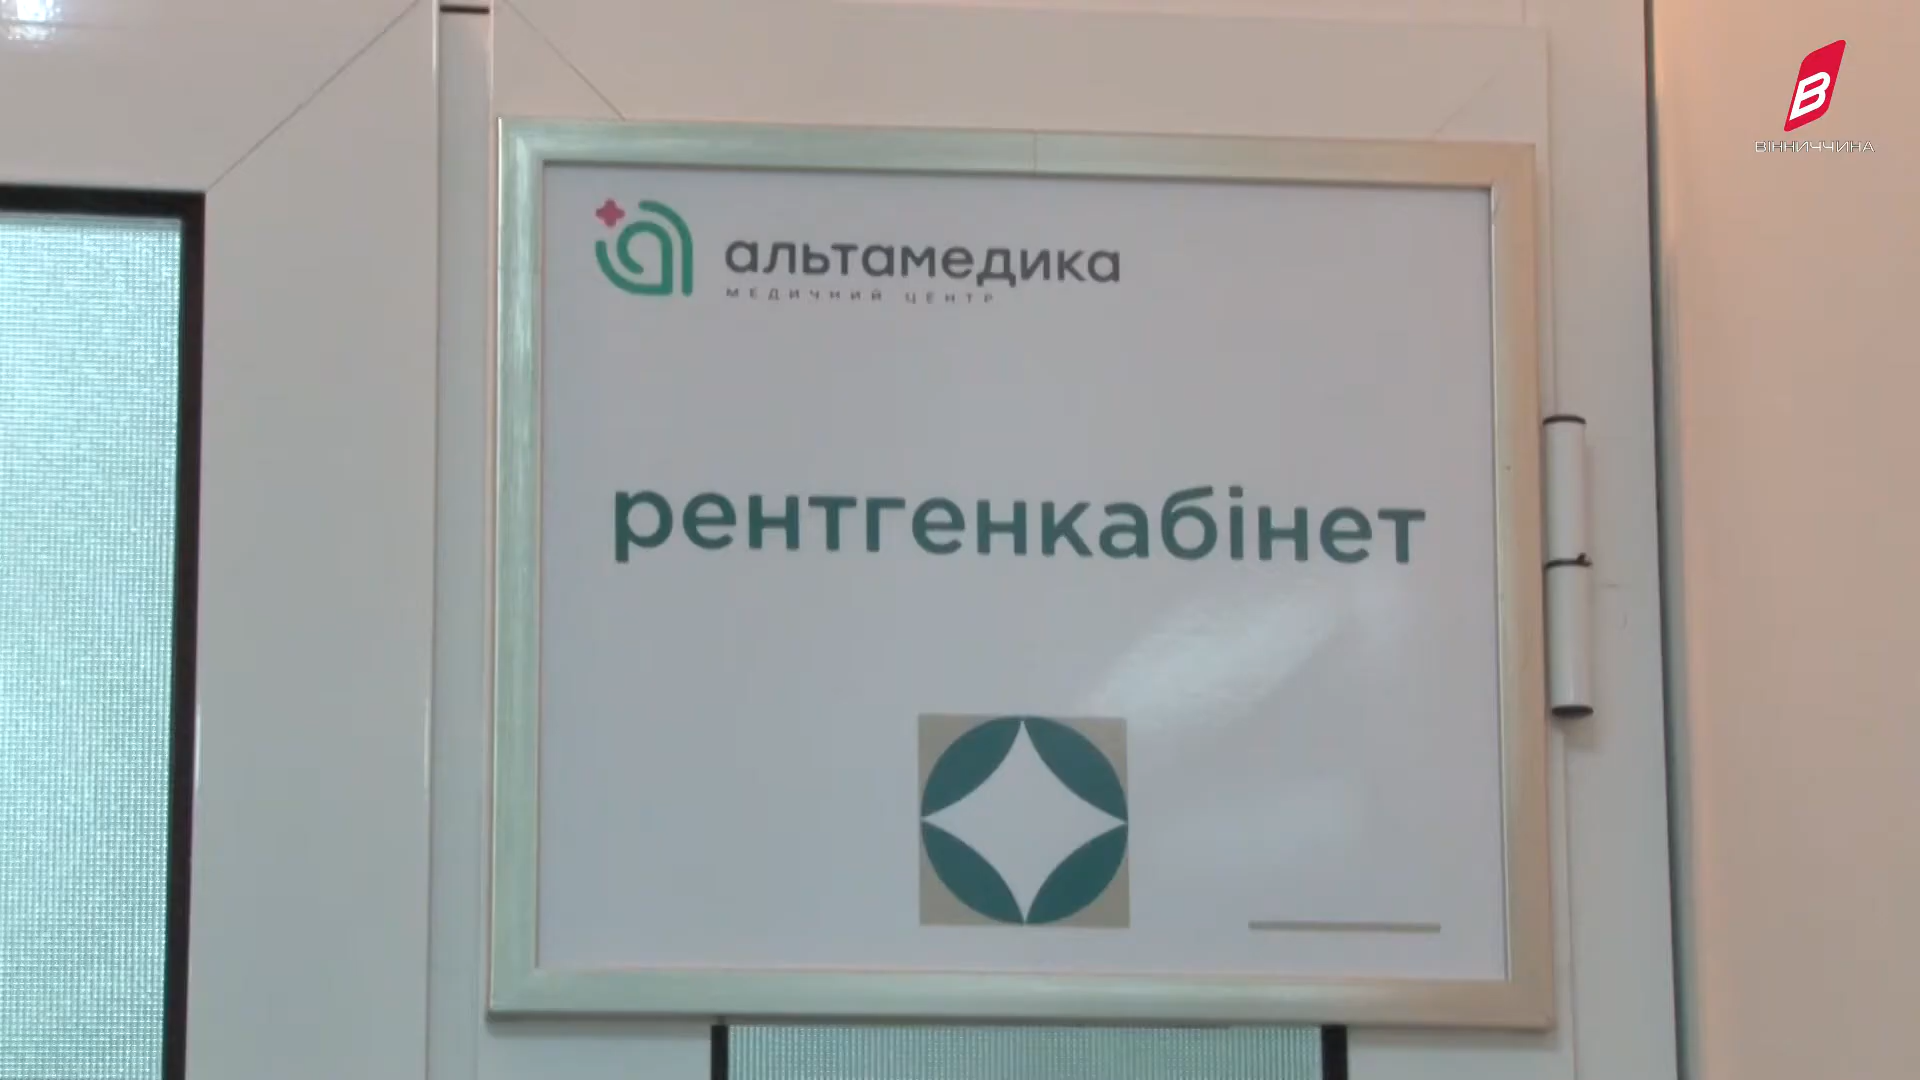 В
ВІННИЧЧИНА
альтамедика
МЕДИЧНИЙ ЦЕНТР
рентгенкабінет